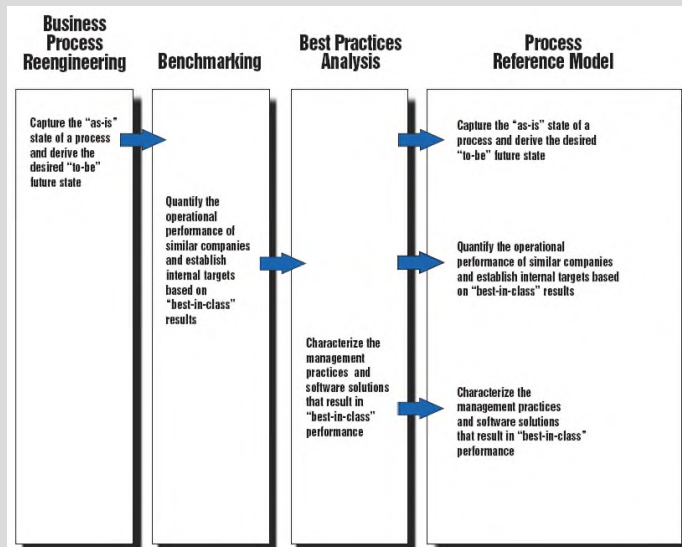 Business
Process
Reengineering
Benchmarking
Best Practices
Analysis
Process
Reference Model
Capture the “as-is”
state of a process
and derive the
desired “to-be”
future state
Quantify the
operational
performance of
similar companies
and establish
internal targets
based on
“best-in-class”
results
Characterize the
management
practices and
software solutions
that result in
“best-in-class”
performance
Capture the “as-is” state of a
process and derive the desired
“to-be” future state
Quantify the operational
performance of similar companies
and establish internal targets based
on “best-in-class” results
Characterize the
management practices
and software solutions
that result in “best-in-class”
performance